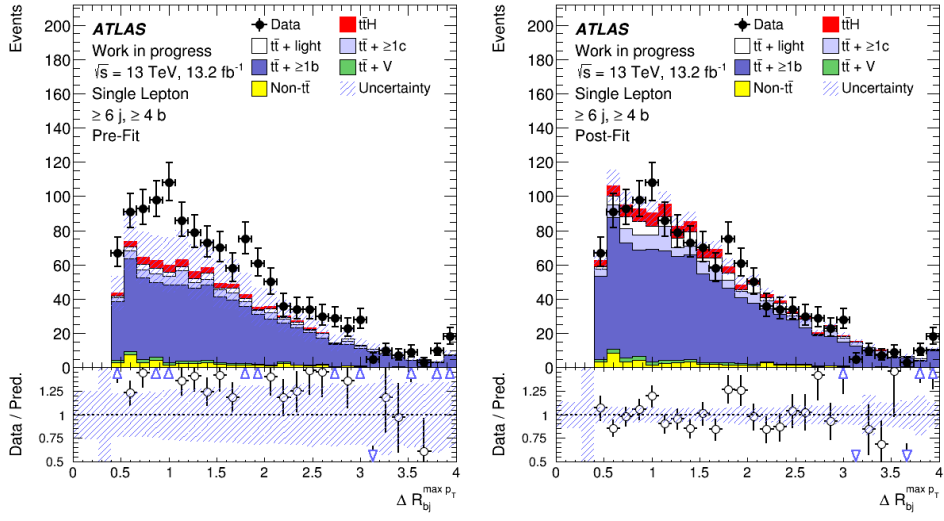 Events
200
180
160
140
120
100
80
60
40
20
0
ATLAS
Work in progress
√s = 13 TeV, 13.2 fb⁻¹
Single Lepton
≥ 6 j, ≥ 4 b
Pre-Fit
Data
tt̄H
tt̄ + light
tt̄ + ≥1c
tt̄ + ≥1b
tt̄ + V
Non-tt̄
Uncertainty
Data / Pred.
1.25
1
0.75
0.5
0 0.5 1 1.5 2 2.5 3 3.5 4
Δ R_bj^max p_T
Events
200
180
160
140
120
100
80
60
40
20
0
ATLAS
Work in progress
√s = 13 TeV, 13.2 fb⁻¹
Single Lepton
≥ 6 j, ≥ 4 b
Post-Fit
Data
tt̄H
tt̄ + light
tt̄ + ≥1c
tt̄ + ≥1b
tt̄ + V
Non-tt̄
Uncertainty
Data / Pred.
1.25
1
0.75
0.5
0 0.5 1 1.5 2 2.5 3 3.5 4
Δ R_bj^max p_T